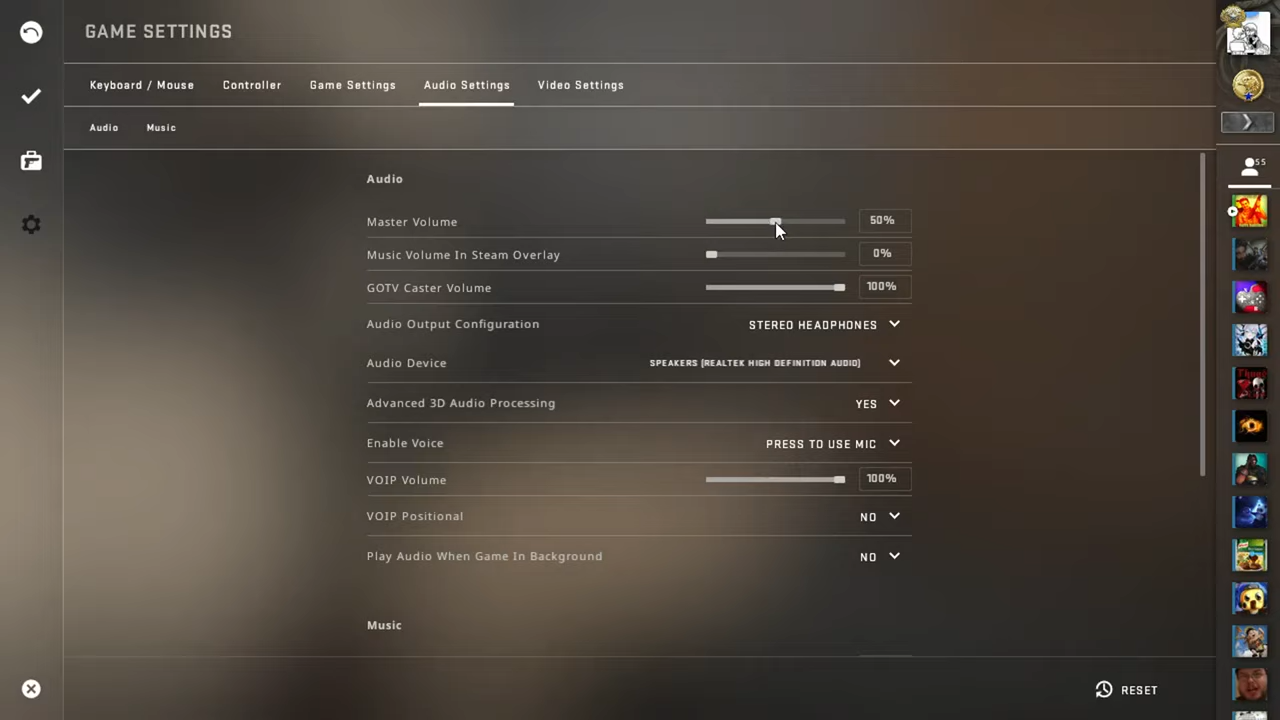 GAME SETTINGS
Keyboard / Mouse Controller Game Settings Audio Settings Video Settings
Audio Music
Audio
Master Volume 50%
Music Volume In Steam Overlay 0%
GOTV Caster Volume 100%
Audio Output Configuration STEREO HEADPHONES
Audio Device SPEAKERS (REALTEK HIGH DEFINITION AUDIO)
Advanced 3D Audio Processing YES
Enable Voice PRESS TO USE MIC
VOIP Volume 100%
VOIP Positional NO
Play Audio When Game In Background NO
Music
RESET
55